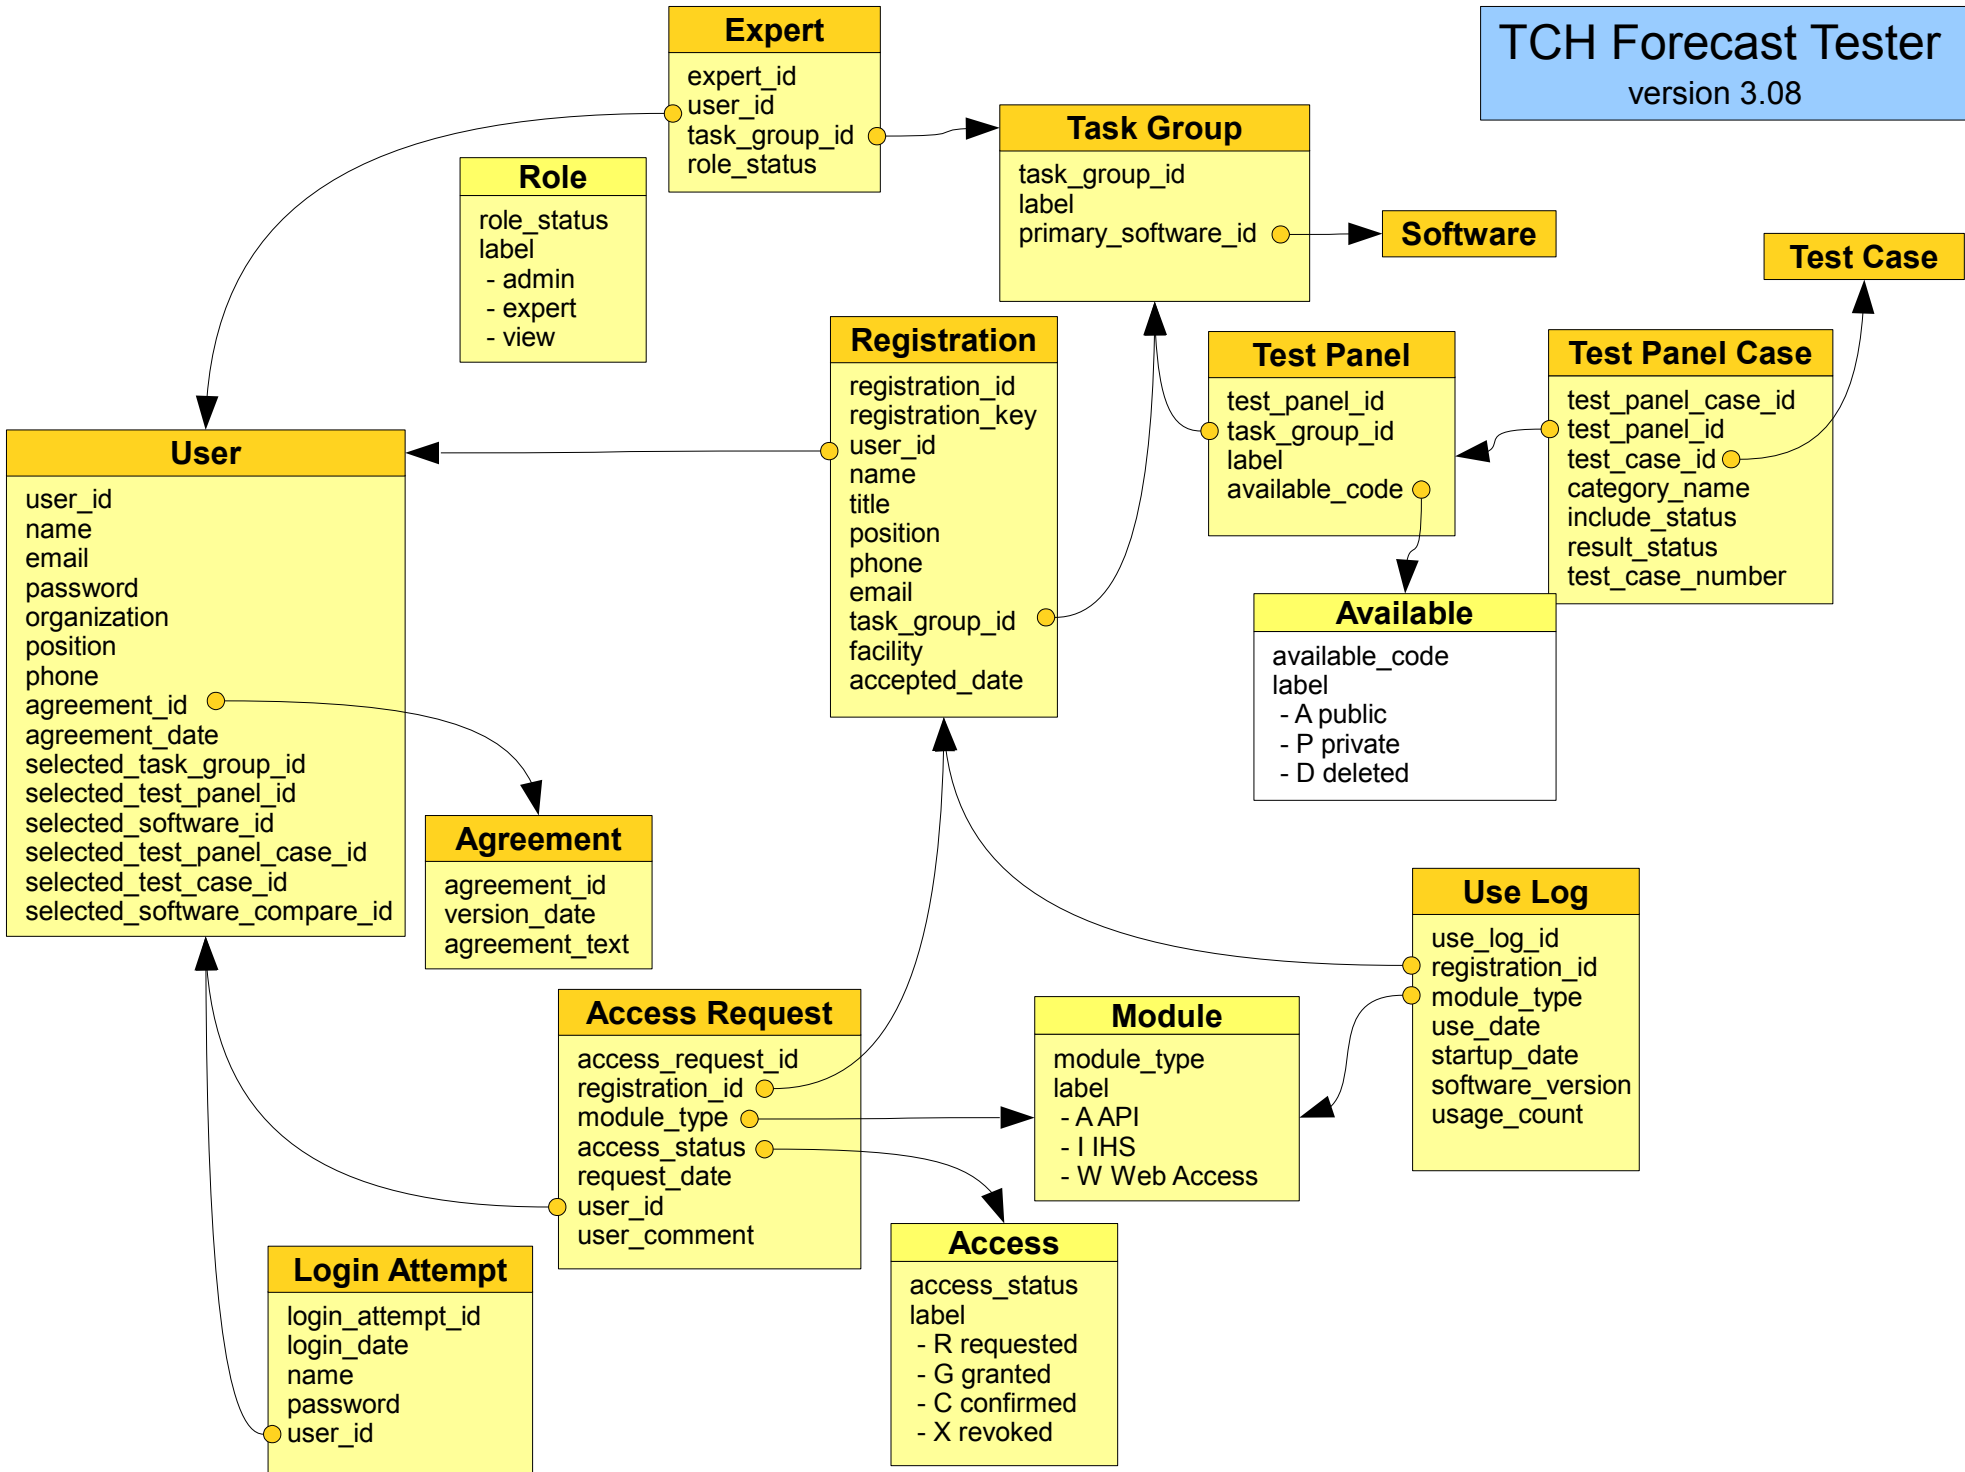 TCH Forecast Tester
version 3.08
Expert
expert_id
user_id
task_group_id
role_status
Role
role_status
label
- admin
- expert
- view
Task Group
task_group_id
label
primary_software_id
Software
Test Case
Registration
registration_id
registration_key
user_id
name
title
position
phone
email
task_group_id
facility
accepted_date
Test Panel
test_panel_id
task_group_id
label
available_code
Test Panel Case
test_panel_case_id
test_panel_id
test_case_id
category_name
include_status
result_status
test_case_number
User
user_id
name
email
password
organization
position
phone
agreement_id
agreement_date
selected_task_group_id
selected_test_panel_id
selected_software_id
selected_test_panel_case_id
selected_test_case_id
selected_software_compare_id
Available
available_code
label
- A public
- P private
- D deleted
Agreement
agreement_id
version_date
agreement_text
Use Log
use_log_id
registration_id
module_type
use_date
startup_date
software_version
usage_count
Access Request
access_request_id
registration_id
module_type
access_status
request_date
user_id
user_comment
Module
module_type
label
- A API
- I IHS
- W Web Access
Access
access_status
label
- R requested
- G granted
- C confirmed
- X revoked
Login Attempt
login_attempt_id
login_date
name
password
user_id